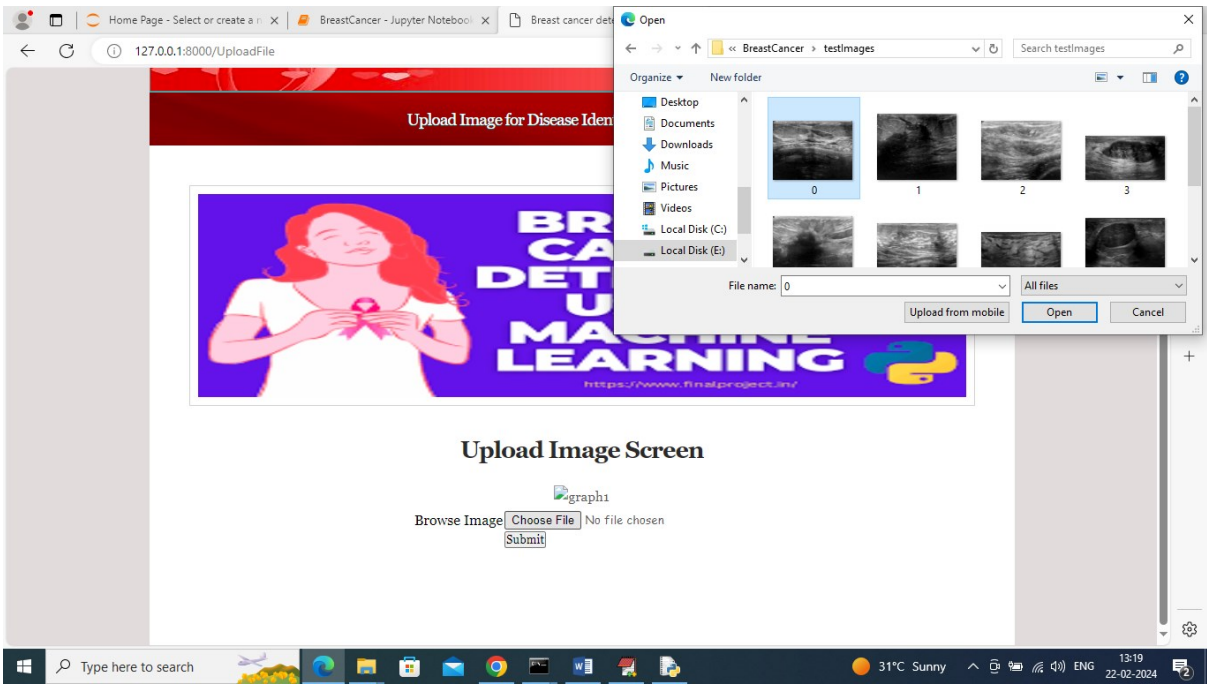 Home Page - Select or create a n
BreastCancer - Jupyter Notebook
Breast cancer dete
127.0.0.1:8000/UploadFile
Open
« BreastCancer › testImages
Search testImages
Organize
New folder
Desktop
Documents
Downloads
Music
Pictures
Videos
Local Disk (C:)
Local Disk (E:)
0
1
2
3
File name: 0
All files
Upload from mobile
Open
Cancel
Upload Image for Disease Iden
BR
CA
DET
U
MACHINE
LEARNING
https://www.finalproject.in/
Upload Image Screen
graph1
Browse Image Choose File No file chosen
Submit
Type here to search
31°C Sunny
ENG
13:19
22-02-2024
2